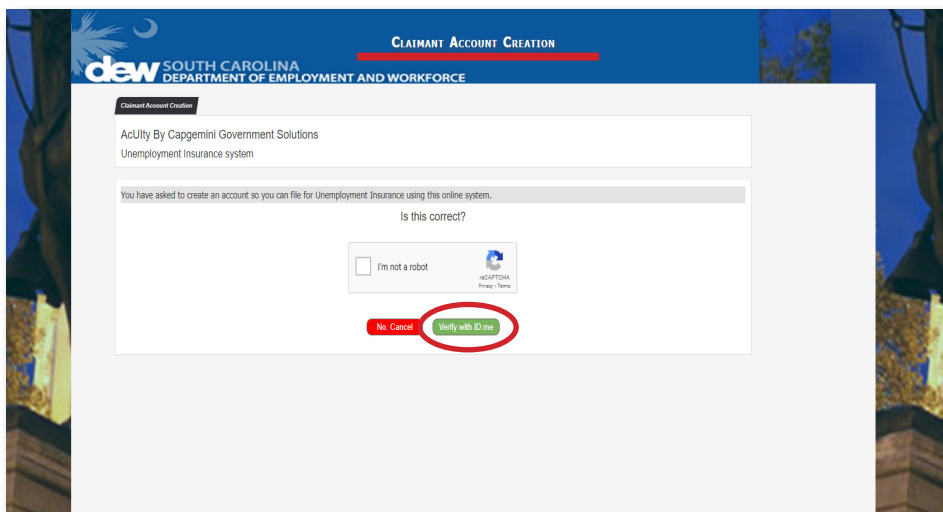 CLAIMANT ACCOUNT CREATION
dew SOUTH CAROLINA
DEPARTMENT OF EMPLOYMENT AND WORKFORCE
Claimant Account Creation
AcUIty By Capgemini Government Solutions
Unemployment Insurance system
You have asked to create an account so you can file for Unemployment Insurance using this online system.
Is this correct?
I'm not a robot
reCAPTCHA
Privacy - Terms
No. Cancel
Verify with ID.me